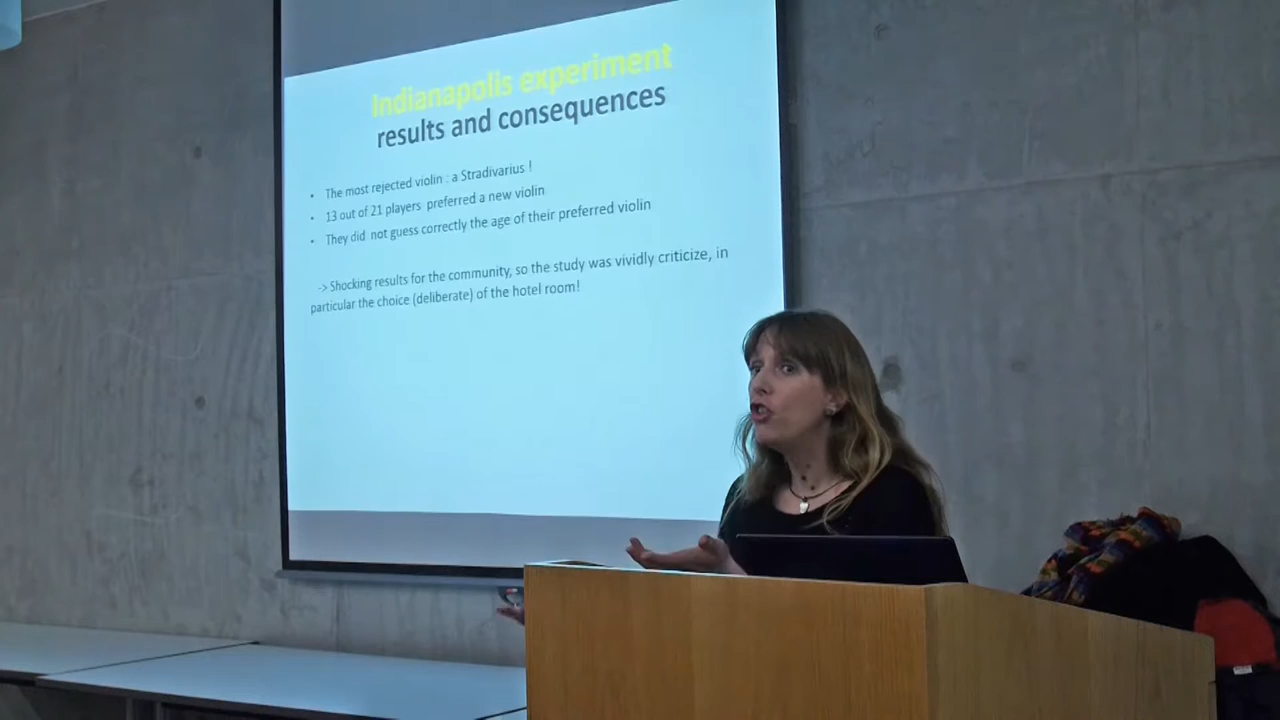 Indianapolis experiment
results and consequences
• The most rejected violin : a Stradivarius !
• 13 out of 21 players preferred a new violin
• They did not guess correctly the age of their preferred violin
-> Shocking results for the community, so the study was vividly criticize, in
particular the choice (deliberate) of the hotel room!